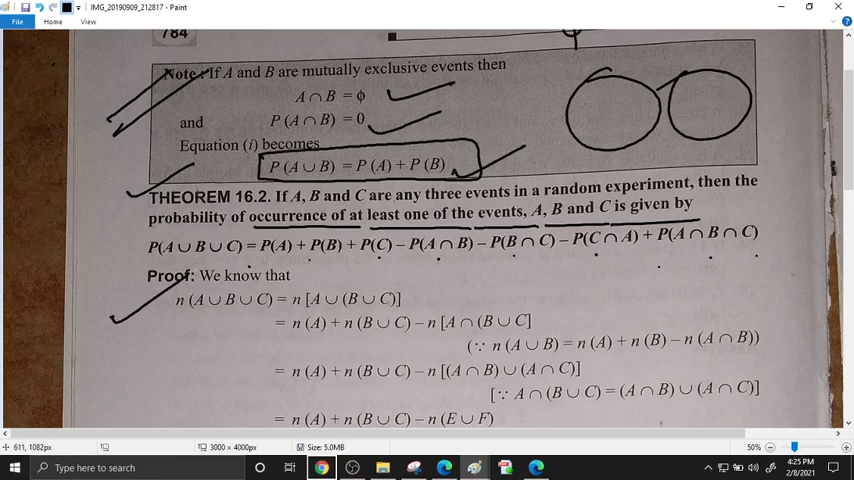 IMG_20190909_212817 - Paint
File Home View
784
Note : If A and B are mutually exclusive events then
A ∩ B = ϕ
and P (A ∩ B) = 0
Equation (i) becomes
P (A ∪ B) = P (A) + P (B)
THEOREM 16.2. If A, B and C are any three events in a random experiment, then the
probability of occurrence of at least one of the events, A, B and C is given by
P(A ∪ B ∪ C) = P(A) + P(B) + P(C) – P(A ∩ B) – P(B ∩ C) – P(C ∩ A) + P(A ∩ B ∩ C)
Proof: We know that
n (A ∪ B ∪ C) = n [A ∪ (B ∪ C)]
= n (A) + n (B ∪ C) – n [A ∩ (B ∪ C]
(∵ n (A ∪ B) = n (A) + n (B) – n (A ∩ B))
= n (A) + n (B ∪ C) – n [(A ∩ B) ∪ (A ∩ C)]
[∵ A ∩ (B ∪ C) = (A ∩ B) ∪ (A ∩ C)]
= n (A) + n (B ∪ C) – n (E ∪ F)
611, 1082px 3000 × 4000px Size: 5.0MB 50%
Type here to search
4:25 PM
2/8/2021